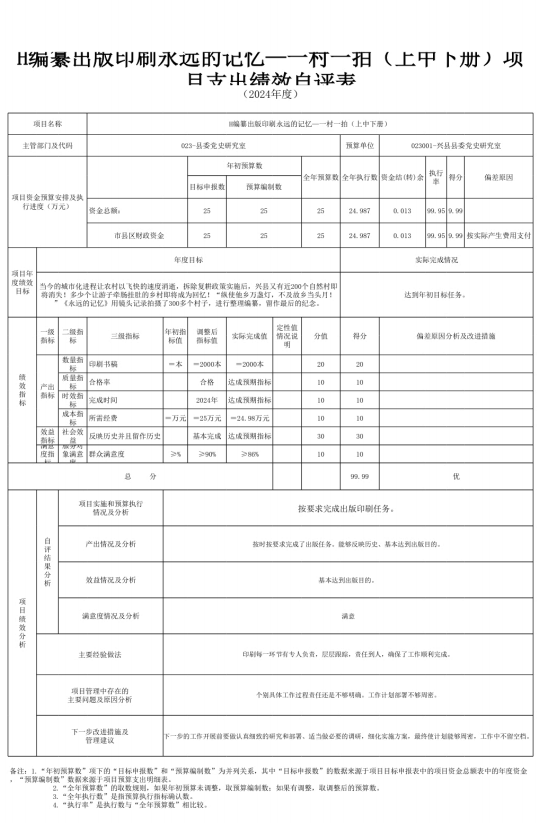 H编纂出版印刷永远的记忆——一村一拍（上中下册）项
目支出绩效自评表
（2024年度）
项目名称 H编纂出版印刷永远的记忆——一村一拍（上中下册）
主管部门及代码 023-县委党史研究室 预算单位 023001-兴县县委党史研究室
项目资金预算安排及执行进度（万元） 年初预算数 全年预算数 全年执行数 资金结(转)余 执行率 得分 偏差原因
目标申报数 预算编制数
资金总额： 25 25 25 24.987 0.013 99.95 9.99
市县区财政资金 25 25 25 24.987 0.013 99.95 9.99 按实际产生费用支付
项目年度绩效目标 年度目标 实际完成情况
当今的城市化进程让农村以飞快的速度消逝，拆除复耕政策实施后，兴县又有近200个自然村即
将消失！多少个让游子牵肠挂肚的乡村即将成为回忆！“纵使他乡万盏灯，不及故乡当头月！
”《永远的记忆》用镜头记录拍摄了300多个村子，进行整理编纂，留作最后的纪念。
达到年初目标任务。
绩效指标 一级指标 二级指标 三级指标 年初指标值 调整后指标值 实际完成值 定性值情况说明 分值 得分 偏差原因分析及改进措施
产出指标 数量指标 印刷书稿 ＝本 ＝2000本 ＝2000本 20 20
质量指标 合格率 合格 达成预期指标 10 10
时效指标 完成时间 2024年 达成预期指标 10 10
成本指标 所需经费 ＝万元 ＝25万元 ＝24.98万元 10 10
效益指标 社会效益 反映历史并且留作历史 基本完成 达成预期指标 30 30
满意度指标 服务对象满意度 群众满意度 ≥% ≥90% ≥86% 10 10
总 分 99.99 优
项目绩效分析 自评结果分析 项目实施和预算执行情况及分析 按要求完成出版印刷任务。
产出情况及分析 按时按要求完成了出版任务，能够反映历史、基本达到出版目的。
效益情况及分析 基本达到出版目的。
满意度情况及分析 满意
主要经验做法 印刷每一环节有专人负责，层层跟踪，责任到人，确保了工作顺利完成。
项目管理中存在的主要问题及原因分析 个别具体工作过程责任还是不够明确，工作计划部署不够周密。
下一步改进措施及管理建议 下一步的工作开展前要做认真细致的研究和部署、适当做必要的调研，细化实施方案，最终使计划能够周密，工作中不留空档。
备注：1.“年初预算数”项下的“目标申报数”和“预算编制数”为并列关系，其中“目标申报数”的数据来源于项目目标申报表中的项目资金总额表中的年度资金
，“预算编制数”数据来源于项目预算支出明细表。
2.“全年预算数”的取数规则，如果年初预算未调整，取预算编制数；如果有调整，取调整后的预算数。
3.“全年执行数”是指预算执行指标确认数。
4.“执行率”是执行数与“全年预算数”相比较。